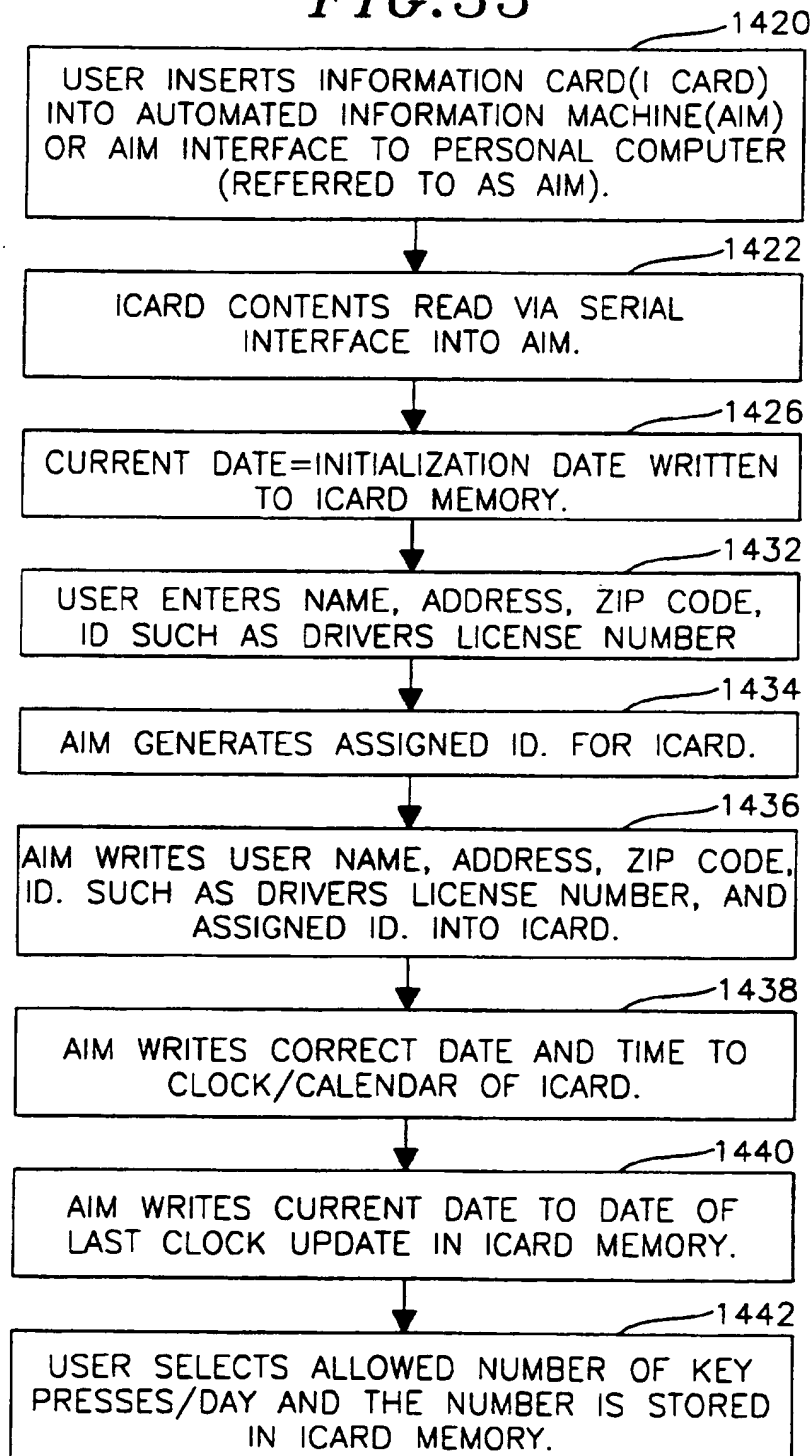 FIG.33
1420
USER INSERTS INFORMATION CARD(I CARD)
INTO AUTOMATED INFORMATION MACHINE(AIM)
OR AIM INTERFACE TO PERSONAL COMPUTER
(REFERRED TO AS AIM).
1422
ICARD CONTENTS READ VIA SERIAL
INTERFACE INTO AIM.
1426
CURRENT DATE=INITIALIZATION DATE WRITTEN
TO ICARD MEMORY.
1432
USER ENTERS NAME, ADDRESS, ZIP CODE,
ID SUCH AS DRIVERS LICENSE NUMBER
1434
AIM GENERATES ASSIGNED ID. FOR ICARD.
1436
AIM WRITES USER NAME, ADDRESS, ZIP CODE,
ID. SUCH AS DRIVERS LICENSE NUMBER, AND
ASSIGNED ID. INTO ICARD.
1438
AIM WRITES CORRECT DATE AND TIME TO
CLOCK/CALENDAR OF ICARD.
1440
AIM WRITES CURRENT DATE TO DATE OF
LAST CLOCK UPDATE IN ICARD MEMORY.
1442
USER SELECTS ALLOWED NUMBER OF KEY
PRESSES/DAY AND THE NUMBER IS STORED
IN ICARD MEMORY.